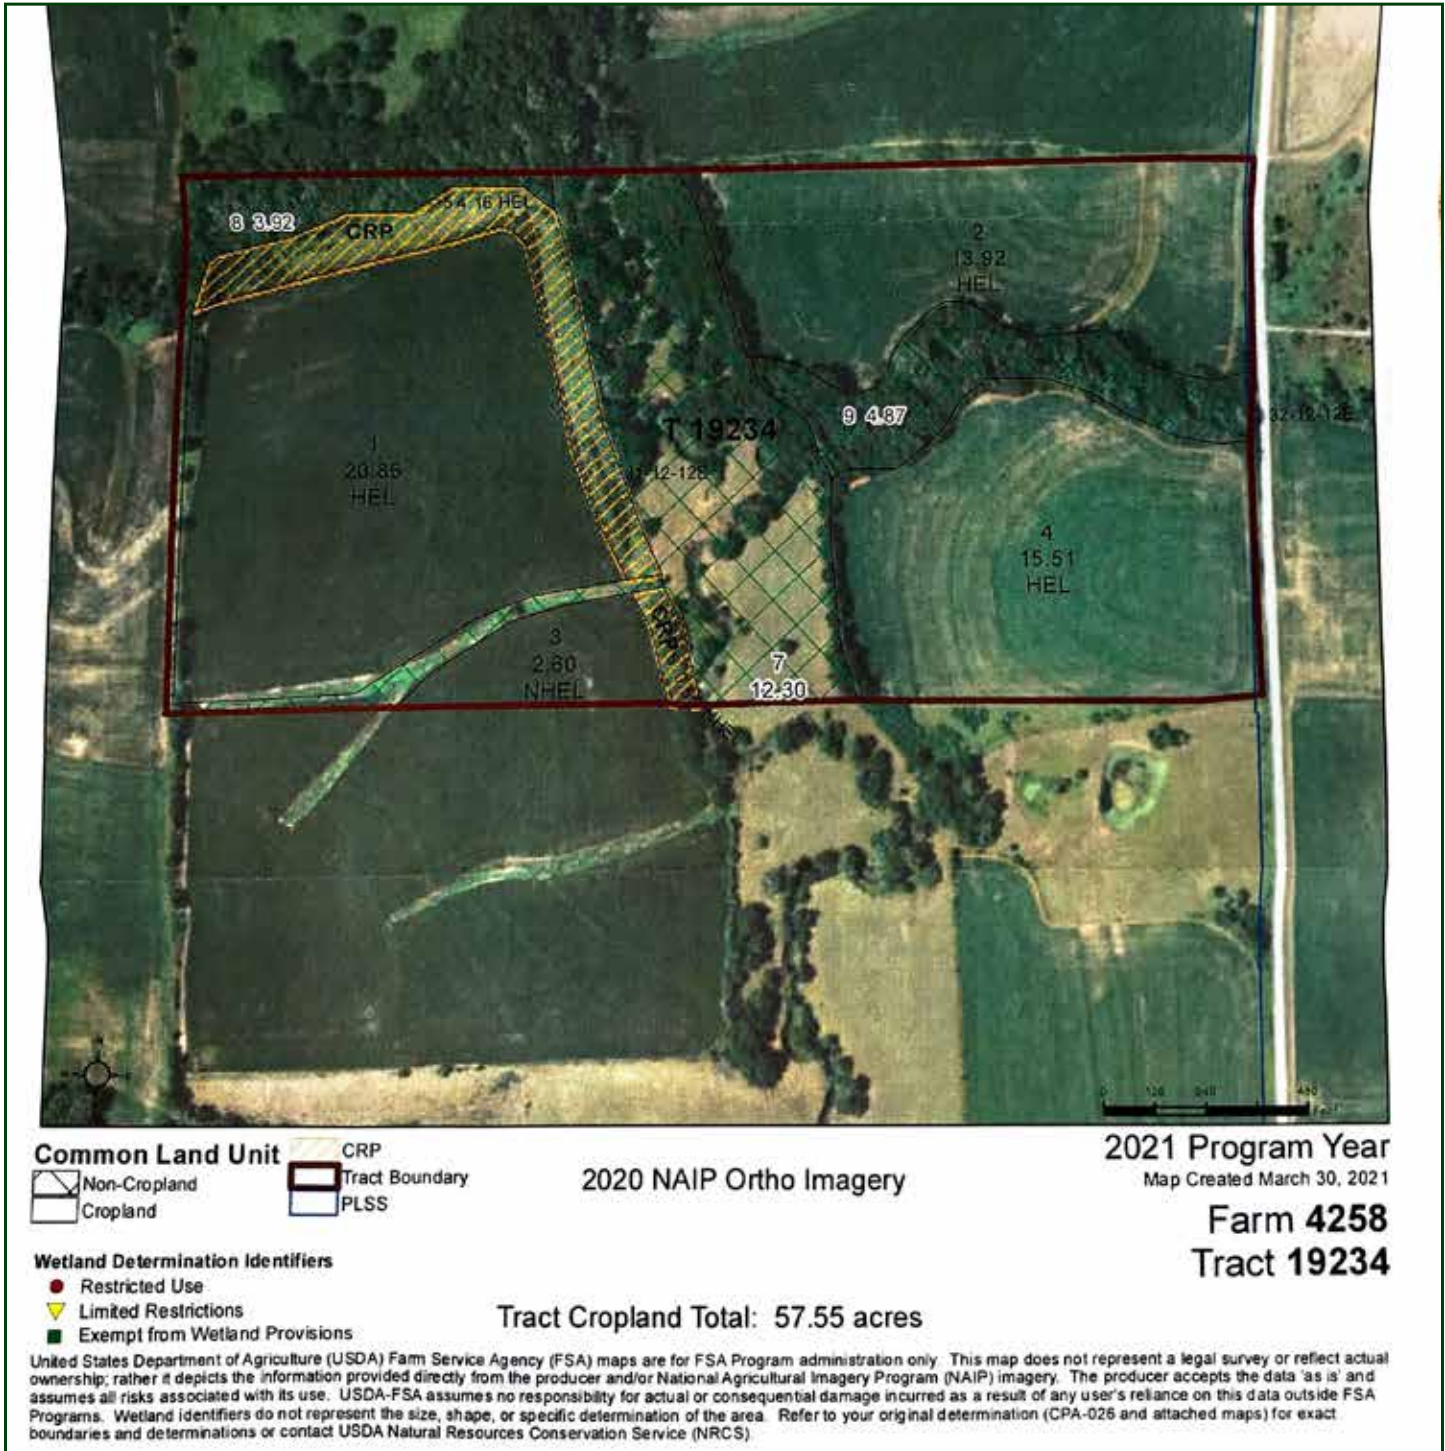 8 3.92
CRP
2
13.92
HEL
T 19234
9 4.87
32-12-12E
1
20.86
HEL
4
15.51
HEL
3
2.60
NHEL
CRP
7
12.30
Common Land Unit
Non-Cropland
Cropland
CRP
Tract Boundary
PLSS
2020 NAIP Ortho Imagery
2021 Program Year
Map Created March 30, 2021
Farm 4258
Tract 19234
Wetland Determination Identifiers
Restricted Use
Limited Restrictions
Exempt from Wetland Provisions
Tract Cropland Total: 57.55 acres
United States Department of Agriculture (USDA) Farm Service Agency (FSA) maps are for FSA Program administration only. This map does not represent a legal survey or reflect actual
ownership; rather it depicts the information provided directly from the producer and/or National Agricultural Imagery Program (NAIP) imagery. The producer accepts the data 'as is' and
assumes all risks associated with its use. USDA-FSA assumes no responsibility for actual or consequential damage incurred as a result of any user's reliance on this data outside FSA
Programs. Wetland identifiers do not represent the size, shape, or specific determination of the area. Refer to your original determination (CPA-026 and attached maps) for exact
boundaries and determinations or contact USDA Natural Resources Conservation Service (NRCS)